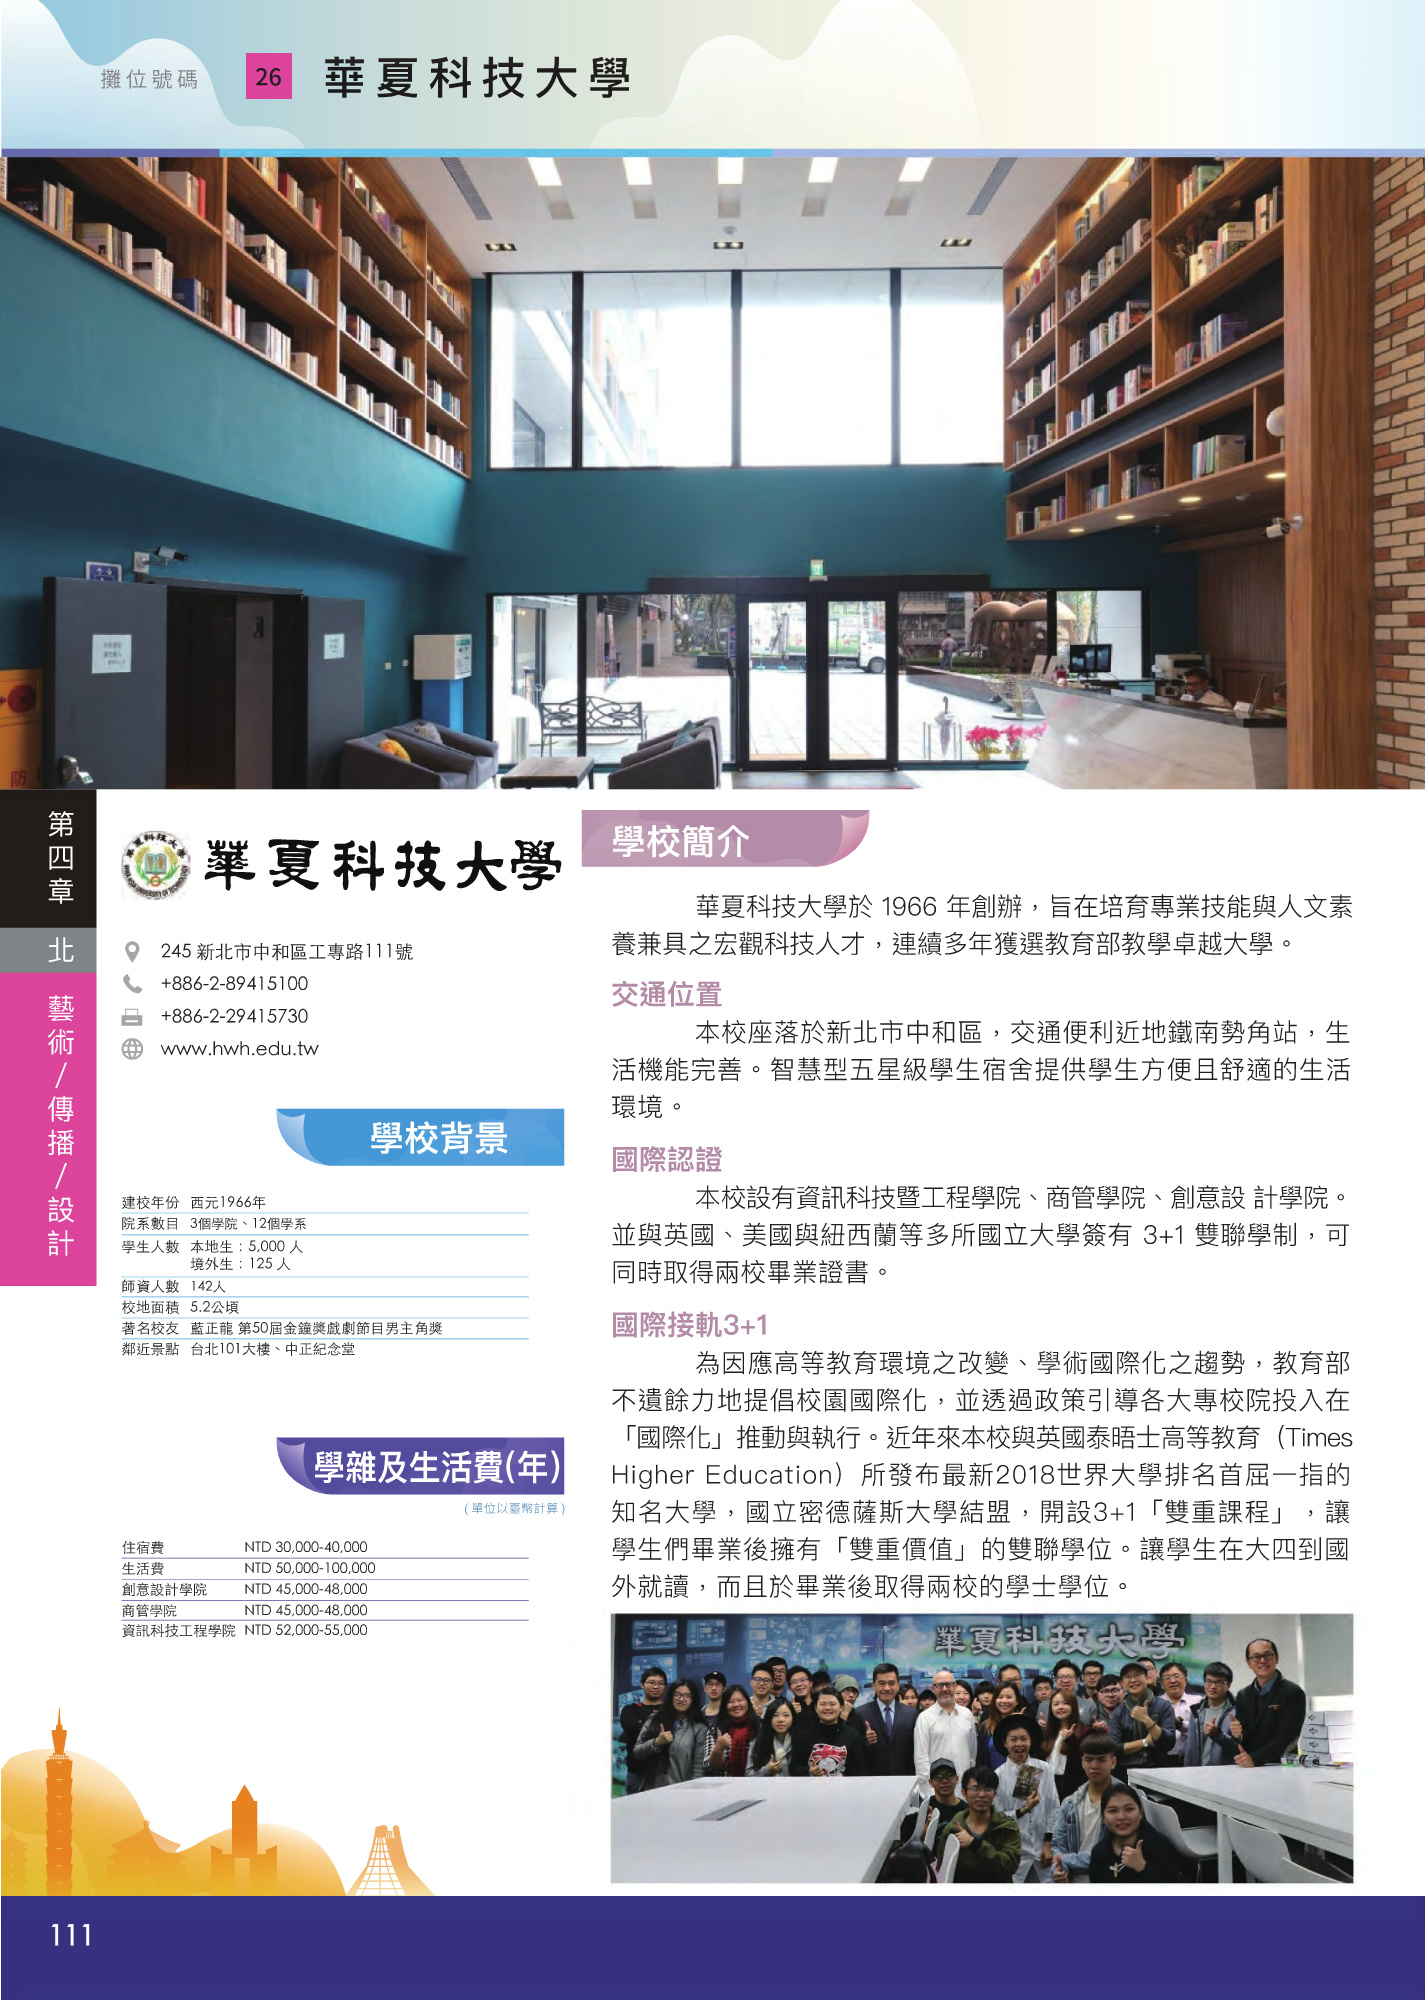 攤位號碼 26 華夏科技大學
防
第四章
北
藝術/傳播/設計
華夏科技大學
245 新北市中和區工專路111號
+886-2-89415100
+886-2-29415730
www.hwh.edu.tw
學校背景
建校年份 西元1966年
院系數目 3個學院、12個學系
學生人數 本地生：5,000 人
境外生：125 人
師資人數 142人
校地面積 5.2公頃
著名校友 藍正龍 第50屆金鐘獎戲劇節目男主角獎
鄰近景點 台北101大樓、中正紀念堂
學雜及生活費(年)
(單位以臺幣計算)
住宿費 NTD 30,000-40,000
生活費 NTD 50,000-100,000
創意設計學院 NTD 45,000-48,000
商管學院 NTD 45,000-48,000
資訊科技工程學院 NTD 52,000-55,000
學校簡介
華夏科技大學於 1966 年創辦，旨在培育專業技能與人文素
養兼具之宏觀科技人才，連續多年獲選教育部教學卓越大學。
交通位置
本校座落於新北市中和區，交通便利近地鐵南勢角站，生
活機能完善。智慧型五星級學生宿舍提供學生方便且舒適的生活
環境。
國際認證
本校設有資訊科技暨工程學院、商管學院、創意設 計學院。
並與英國、美國與紐西蘭等多所國立大學簽有 3+1 雙聯學制，可
同時取得兩校畢業證書。
國際接軌3+1
為因應高等教育環境之改變、學術國際化之趨勢，教育部
不遺餘力地提倡校園國際化，並透過政策引導各大專校院投入在
「國際化」推動與執行。近年來本校與英國泰晤士高等教育（Times
Higher Education）所發布最新2018世界大學排名首屈一指的
知名大學，國立密德薩斯大學結盟，開設3+1「雙重課程」，讓
學生們畢業後擁有「雙重價值」的雙聯學位。讓學生在大四到國
外就讀，而且於畢業後取得兩校的學士學位。
華夏科技大學
111